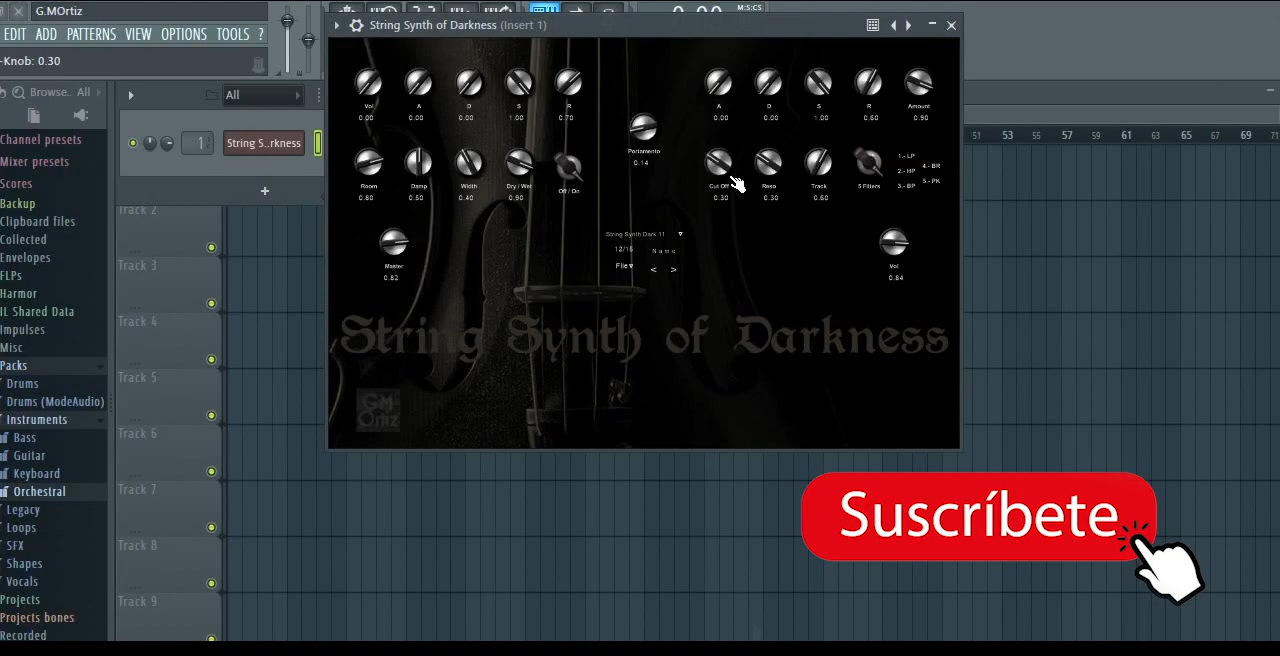 G.MOrtiz
EDIT ADD PATTERNS VIEW OPTIONS TOOLS ?
-Knob: 0.30
M:S:CS
String Synth of Darkness (Insert 1)
Browse.. All
All
1
String S..rkness
Channel presets
Mixer presets
Scores
Backup
Clipboard files
Collected
Envelopes
FLPs
Harmor
IL Shared Data
Impulses
Misc
Packs
Drums
Drums (ModeAudio)
Instruments
Bass
Guitar
Keyboard
Orchestral
Legacy
Loops
SFX
Shapes
Vocals
Projects
Projects bones
Recorded
Track 2
Track 3
Track 4
Track 5
Track 6
Track 7
Track 8
Track 9
Vol A D S R
0.00 0.00 0.00 1.00 0.70
Room Damp Width Dry / Wet Off / On
0.80 0.50 0.40 0.90
Master
0.82
Portamento
0.14
A D S R Amount
0.00 0.00 1.00 0.60 0.90
Cut Off Reso Track 5 Filters
0.30 0.30 0.60
1.- LP
2.- HP
3.- BP
4.- BR
5.- PK
Vol
0.84
String Synth Dark 11
12/15 Name
File
< >
String Synth of Darkness
GM
Ortiz
51 53 55 57 59 61 63 65 67 69 71
Suscríbete